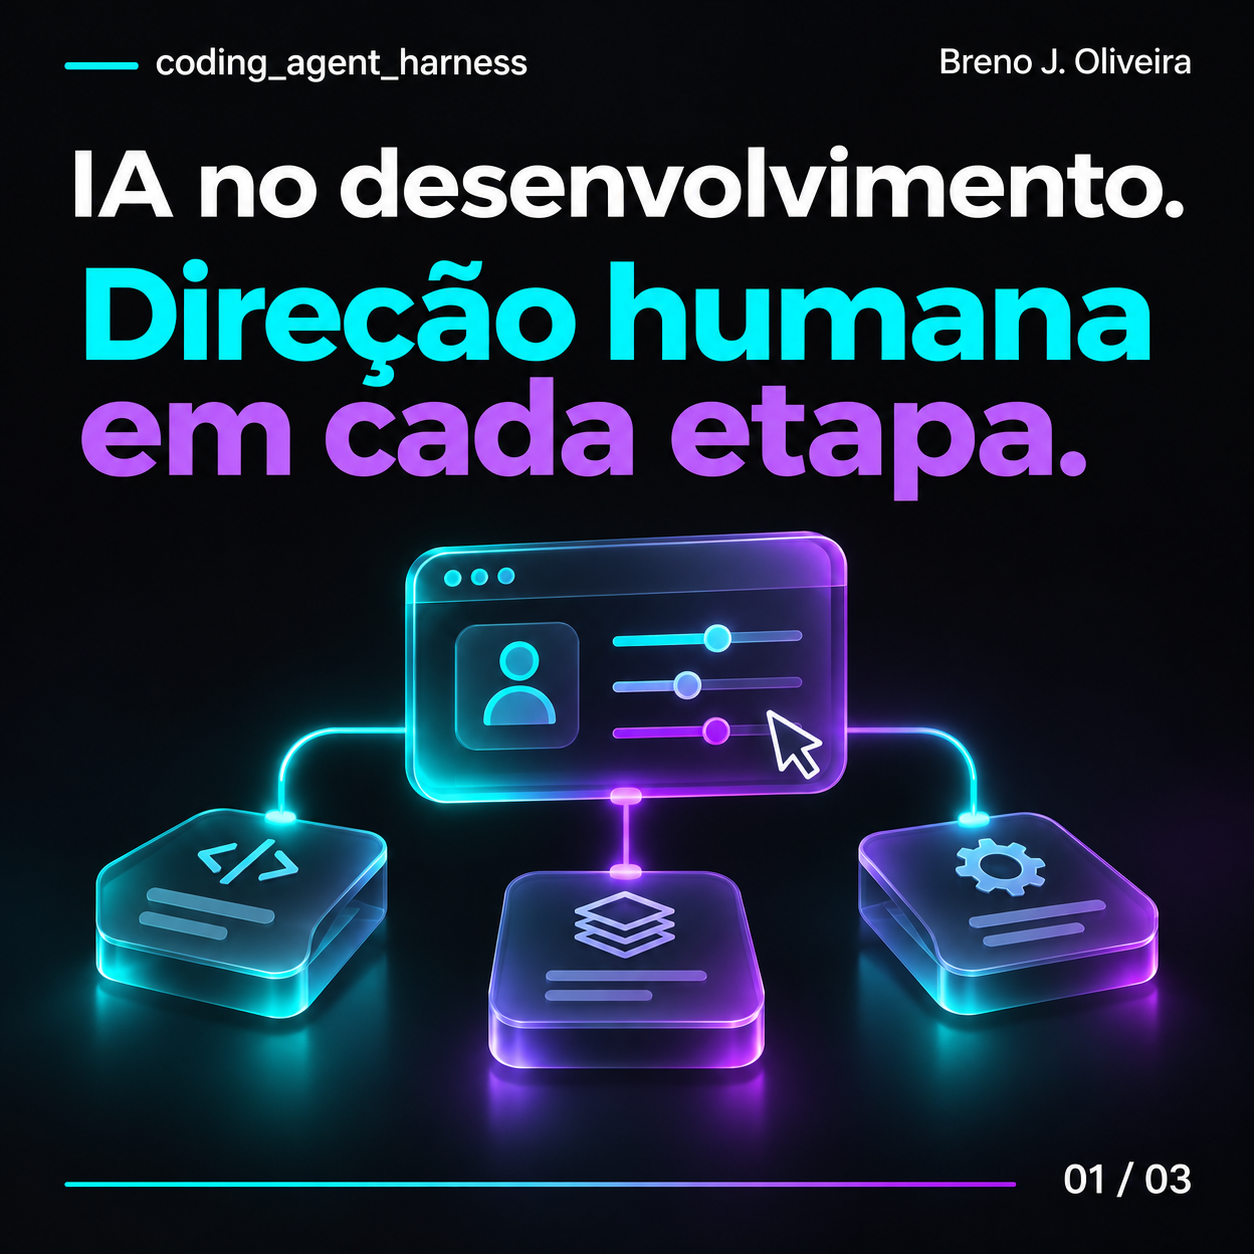 coding_agent_harness
Breno J. Oliveira
IA no desenvolvimento.
Direção humana
em cada etapa.
</>
01 / 03